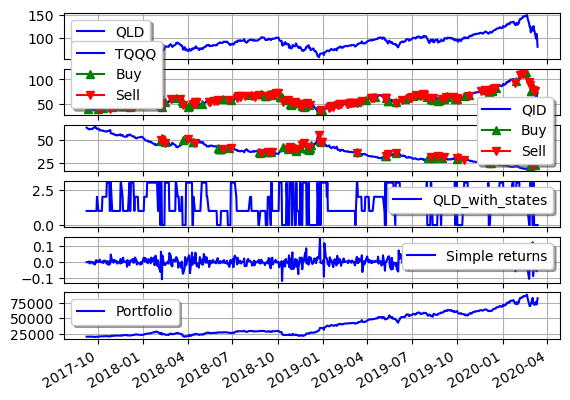 150
100
QLD
TQQQ
Buy
Sell
100
50
QID
Buy
Sell
50
25
2.5
0.0
QLD_with_states
0.1
0.0
−0.1
Simple returns
75000
50000
25000
Portfolio
2017-10
2018-01
2018-04
2018-07
2018-10
2019-01
2019-04
2019-07
2019-10
2020-01
2020-04